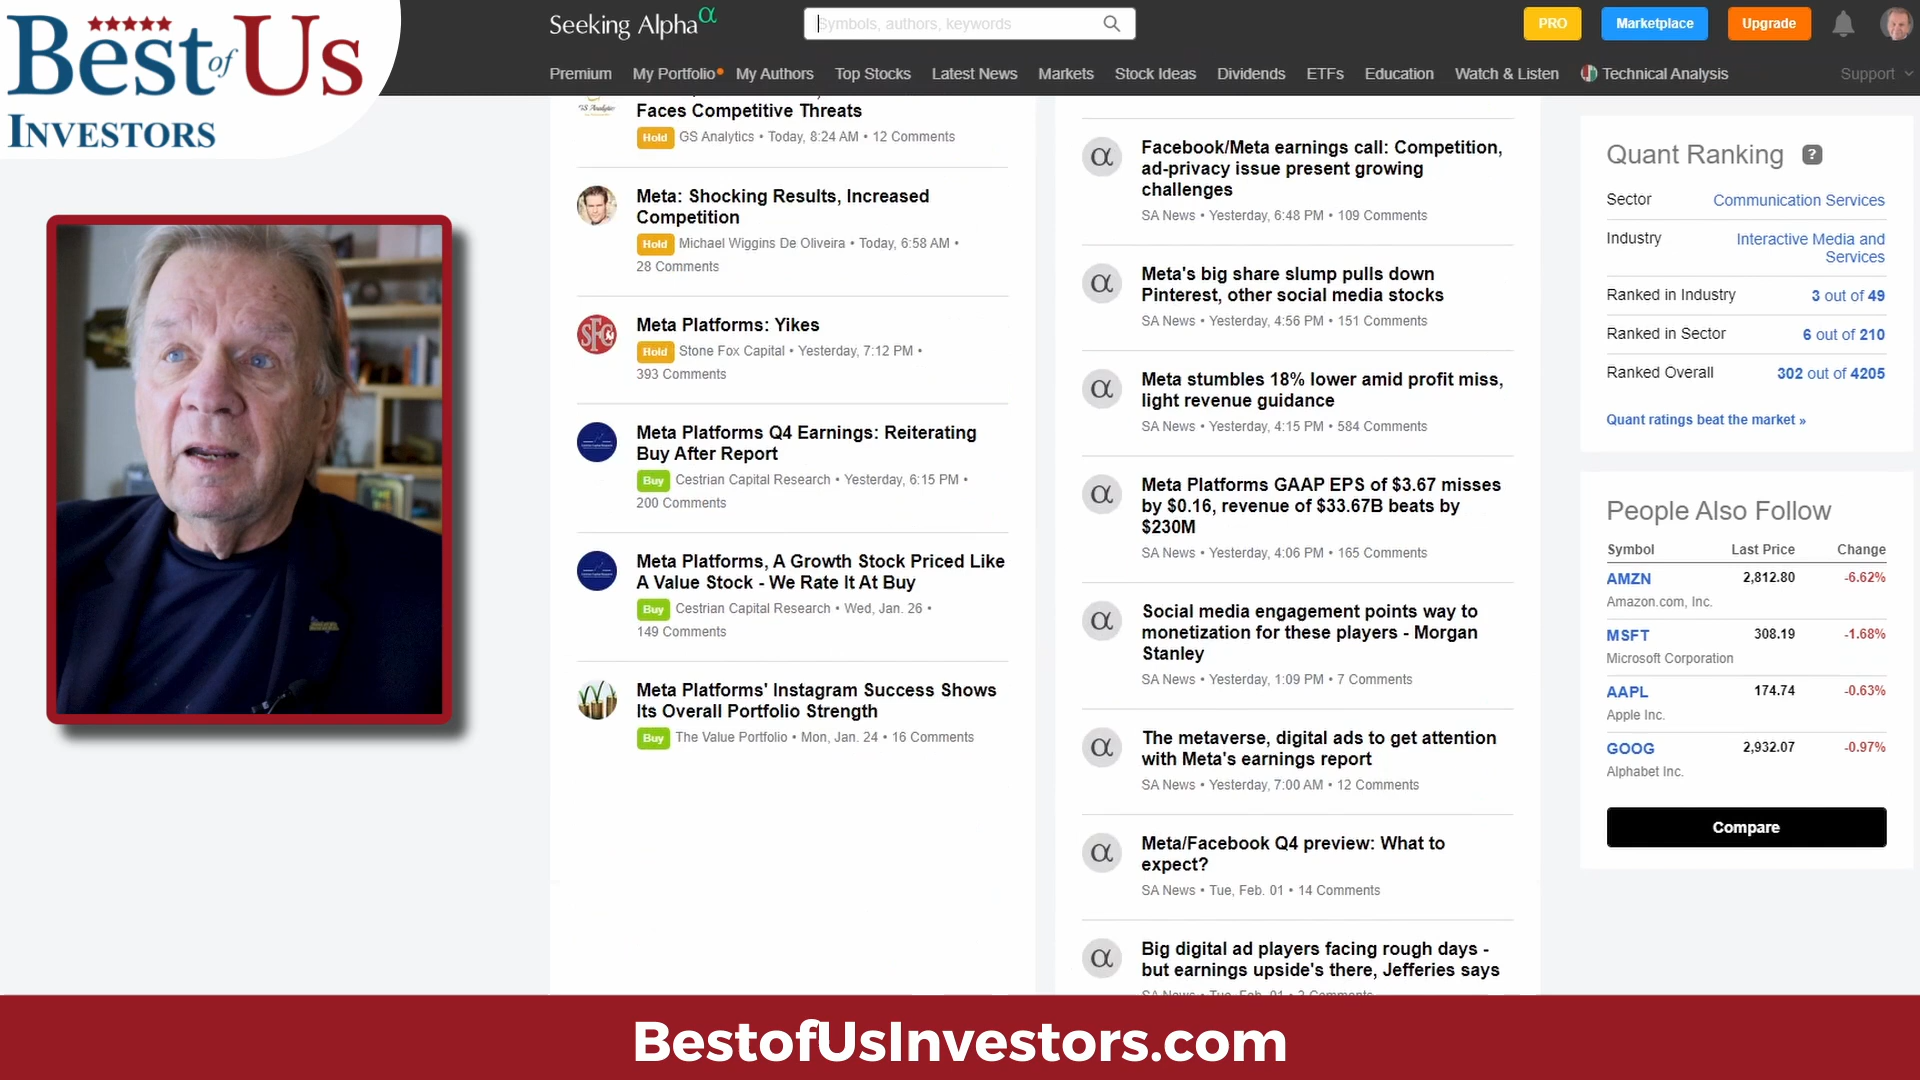 Best of Us
INVESTORS
Seeking Alpha α
Symbols, authors, keywords
PRO
Marketplace
Upgrade
Premium
My Portfolio
My Authors
Top Stocks
Latest News
Markets
Stock Ideas
Dividends
ETFs
Education
Watch & Listen
Technical Analysis
Support
Faces Competitive Threats
Hold GS Analytics • Today, 8:24 AM • 12 Comments
Meta: Shocking Results, Increased
Competition
Hold Michael Wiggins De Oliveira • Today, 6:58 AM •
28 Comments
SFC
Meta Platforms: Yikes
Hold Stone Fox Capital • Yesterday, 7:12 PM •
393 Comments
Meta Platforms Q4 Earnings: Reiterating
Buy After Report
Buy Cestrian Capital Research • Yesterday, 6:15 PM •
200 Comments
Meta Platforms, A Growth Stock Priced Like
A Value Stock - We Rate It At Buy
Buy Cestrian Capital Research • Wed, Jan. 26 •
149 Comments
Meta Platforms' Instagram Success Shows
Its Overall Portfolio Strength
Buy The Value Portfolio • Mon, Jan. 24 • 16 Comments
α
Facebook/Meta earnings call: Competition,
ad-privacy issue present growing
challenges
SA News • Yesterday, 6:48 PM • 109 Comments
α
Meta's big share slump pulls down
Pinterest, other social media stocks
SA News • Yesterday, 4:56 PM • 151 Comments
α
Meta stumbles 18% lower amid profit miss,
light revenue guidance
SA News • Yesterday, 4:15 PM • 584 Comments
α
Meta Platforms GAAP EPS of $3.67 misses
by $0.16, revenue of $33.67B beats by
$230M
SA News • Yesterday, 4:06 PM • 165 Comments
α
Social media engagement points way to
monetization for these players - Morgan
Stanley
SA News • Yesterday, 1:09 PM • 7 Comments
α
The metaverse, digital ads to get attention
with Meta's earnings report
SA News • Yesterday, 7:00 AM • 12 Comments
α
Meta/Facebook Q4 preview: What to
expect?
SA News • Tue, Feb. 01 • 14 Comments
α
Big digital ad players facing rough days -
but earnings upside's there, Jefferies says
SA News • Tue, Feb. 01 • 3 Comments
Quant Ranking ?
Sector Communication Services
Industry Interactive Media and
Services
Ranked in Industry 3 out of 49
Ranked in Sector 6 out of 210
Ranked Overall 302 out of 4205
Quant ratings beat the market »
People Also Follow
Symbol Last Price Change
AMZN 2,812.80 -6.62%
Amazon.com, Inc.
MSFT 308.19 -1.68%
Microsoft Corporation
AAPL 174.74 -0.63%
Apple Inc.
GOOG 2,932.07 -0.97%
Alphabet Inc.
Compare
BestofUsInvestors.com